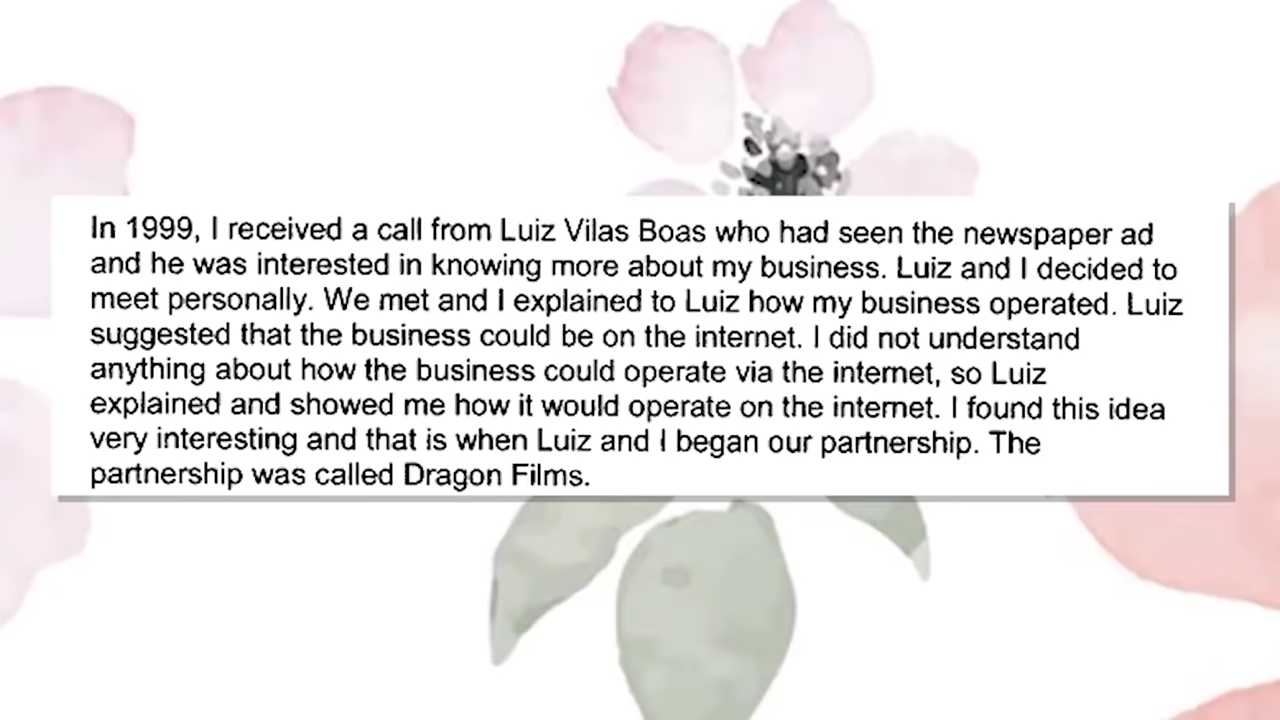 In 1999, I received a call from Luiz Vilas Boas who had seen the newspaper ad
and he was interested in knowing more about my business. Luiz and I decided to
meet personally. We met and I explained to Luiz how my business operated. Luiz
suggested that the business could be on the internet. I did not understand
anything about how the business could operate via the internet, so Luiz
explained and showed me how it would operate on the internet. I found this idea
very interesting and that is when Luiz and I began our partnership. The
partnership was called Dragon Films.